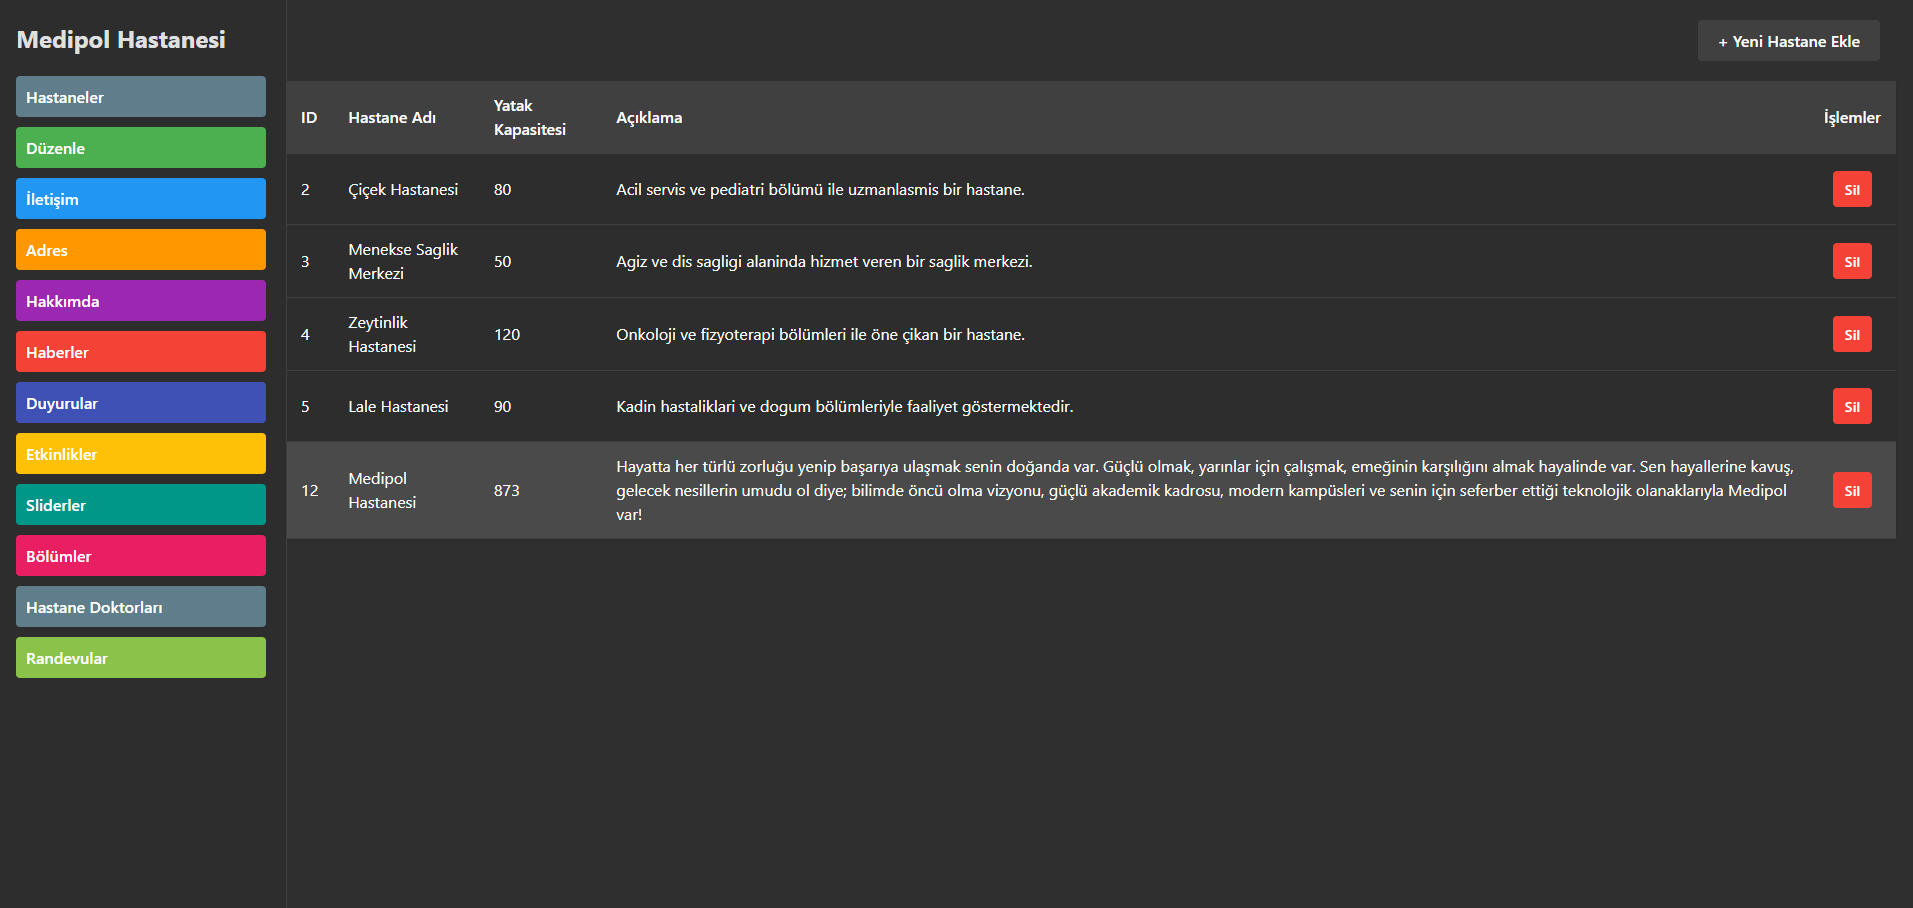 Medipol Hastanesi
Hastaneler
Düzenle
İletişim
Adres
Hakkımda
Haberler
Duyurular
Etkinlikler
Sliderler
Bölümler
Hastane Doktorları
Randevular
+ Yeni Hastane Ekle
ID Hastane Adı Yatak Kapasitesi Açıklama İşlemler
2 Çiçek Hastanesi 80 Acil servis ve pediatri bölümü ile uzmanlasmis bir hastane. Sil
3 Menekse Saglik Merkezi 50 Agiz ve dis sagligi alaninda hizmet veren bir saglik merkezi. Sil
4 Zeytinlik Hastanesi 120 Onkoloji ve fizyoterapi bölümleri ile öne çikan bir hastane. Sil
5 Lale Hastanesi 90 Kadin hastaliklari ve dogum bölümleriyle faaliyet göstermektedir. Sil
12 Medipol Hastanesi 873 Hayatta her türlü zorluğu yenip başarıya ulaşmak senin doğanda var. Güçlü olmak, yarınlar için çalışmak, emeğinin karşılığını almak hayalinde var. Sen hayallerine kavuş,
gelecek nesillerin umudu ol diye; bilimde öncü olma vizyonu, güçlü akademik kadrosu, modern kampüsleri ve senin için seferber ettiği teknolojik olanaklarıyla Medipol
var! Sil